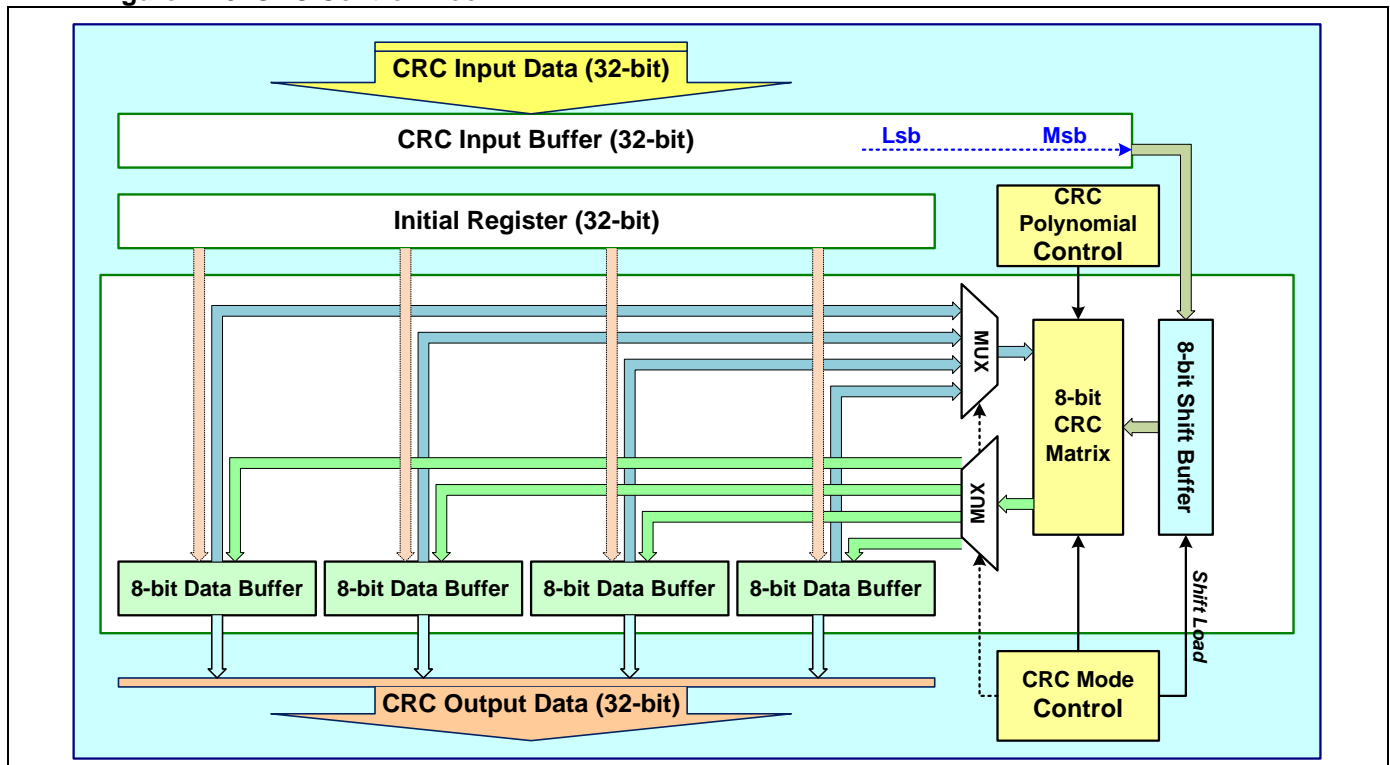 CRC Input Data (32-bit)
CRC Input Buffer (32-bit)
Lsb
Msb
Initial Register (32-bit)
CRC
Polynomial
Control
MUX
8-bit
CRC
Matrix
8-bit Shift Buffer
MUX
8-bit Data Buffer
8-bit Data Buffer
8-bit Data Buffer
8-bit Data Buffer
Shift Load
CRC Mode
Control
CRC Output Data (32-bit)